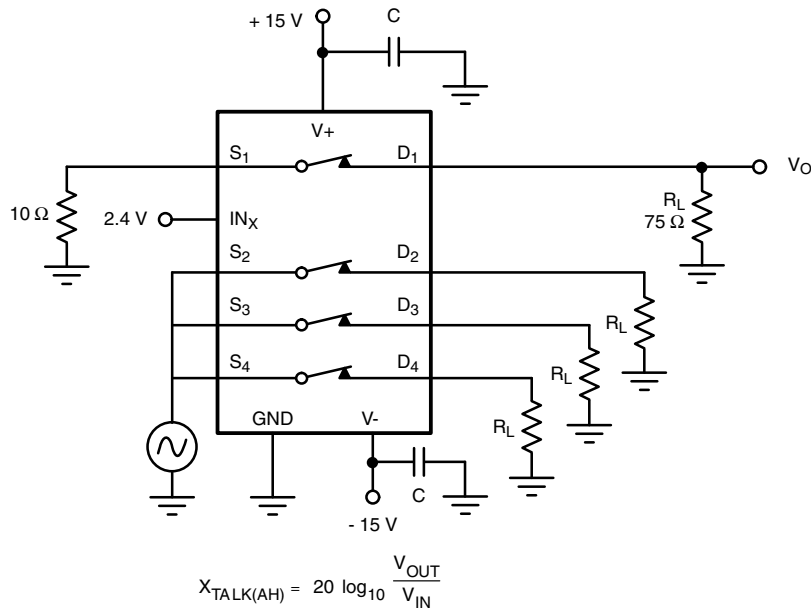 + 15 V
C
V+
S1
D1
VO
10 Ω
2.4 V
INX
RL
75 Ω
S2
D2
S3
D3
RL
S4
D4
RL
RL
GND
V-
C
- 15 V
XTALK(AH) = 20 log10 VOUT
VIN